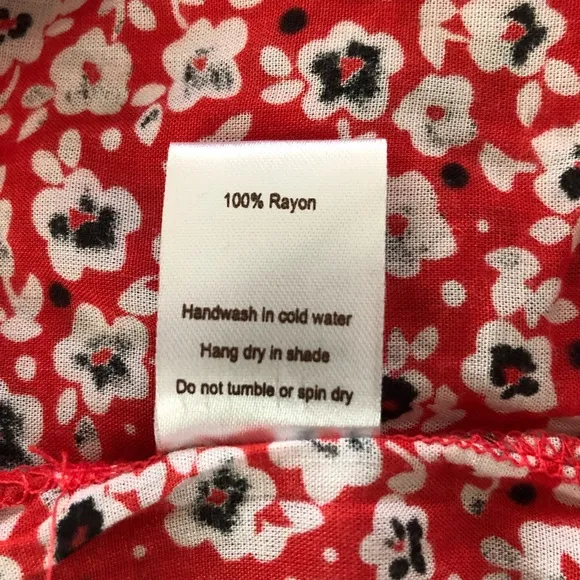 100% Rayon
Handwash in cold water
Hang dry in shade
Do not tumble or spin dry